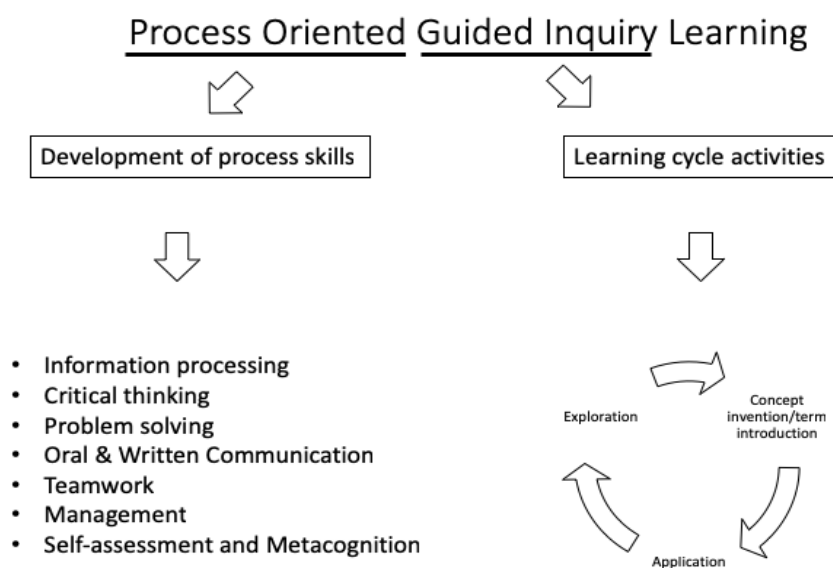 Process Oriented Guided Inquiry Learning
Development of process skills
Learning cycle activities
• Information processing
• Critical thinking
• Problem solving
• Oral & Written Communication
• Teamwork
• Management
• Self-assessment and Metacognition
Exploration
Concept
invention/term
introduction
Application